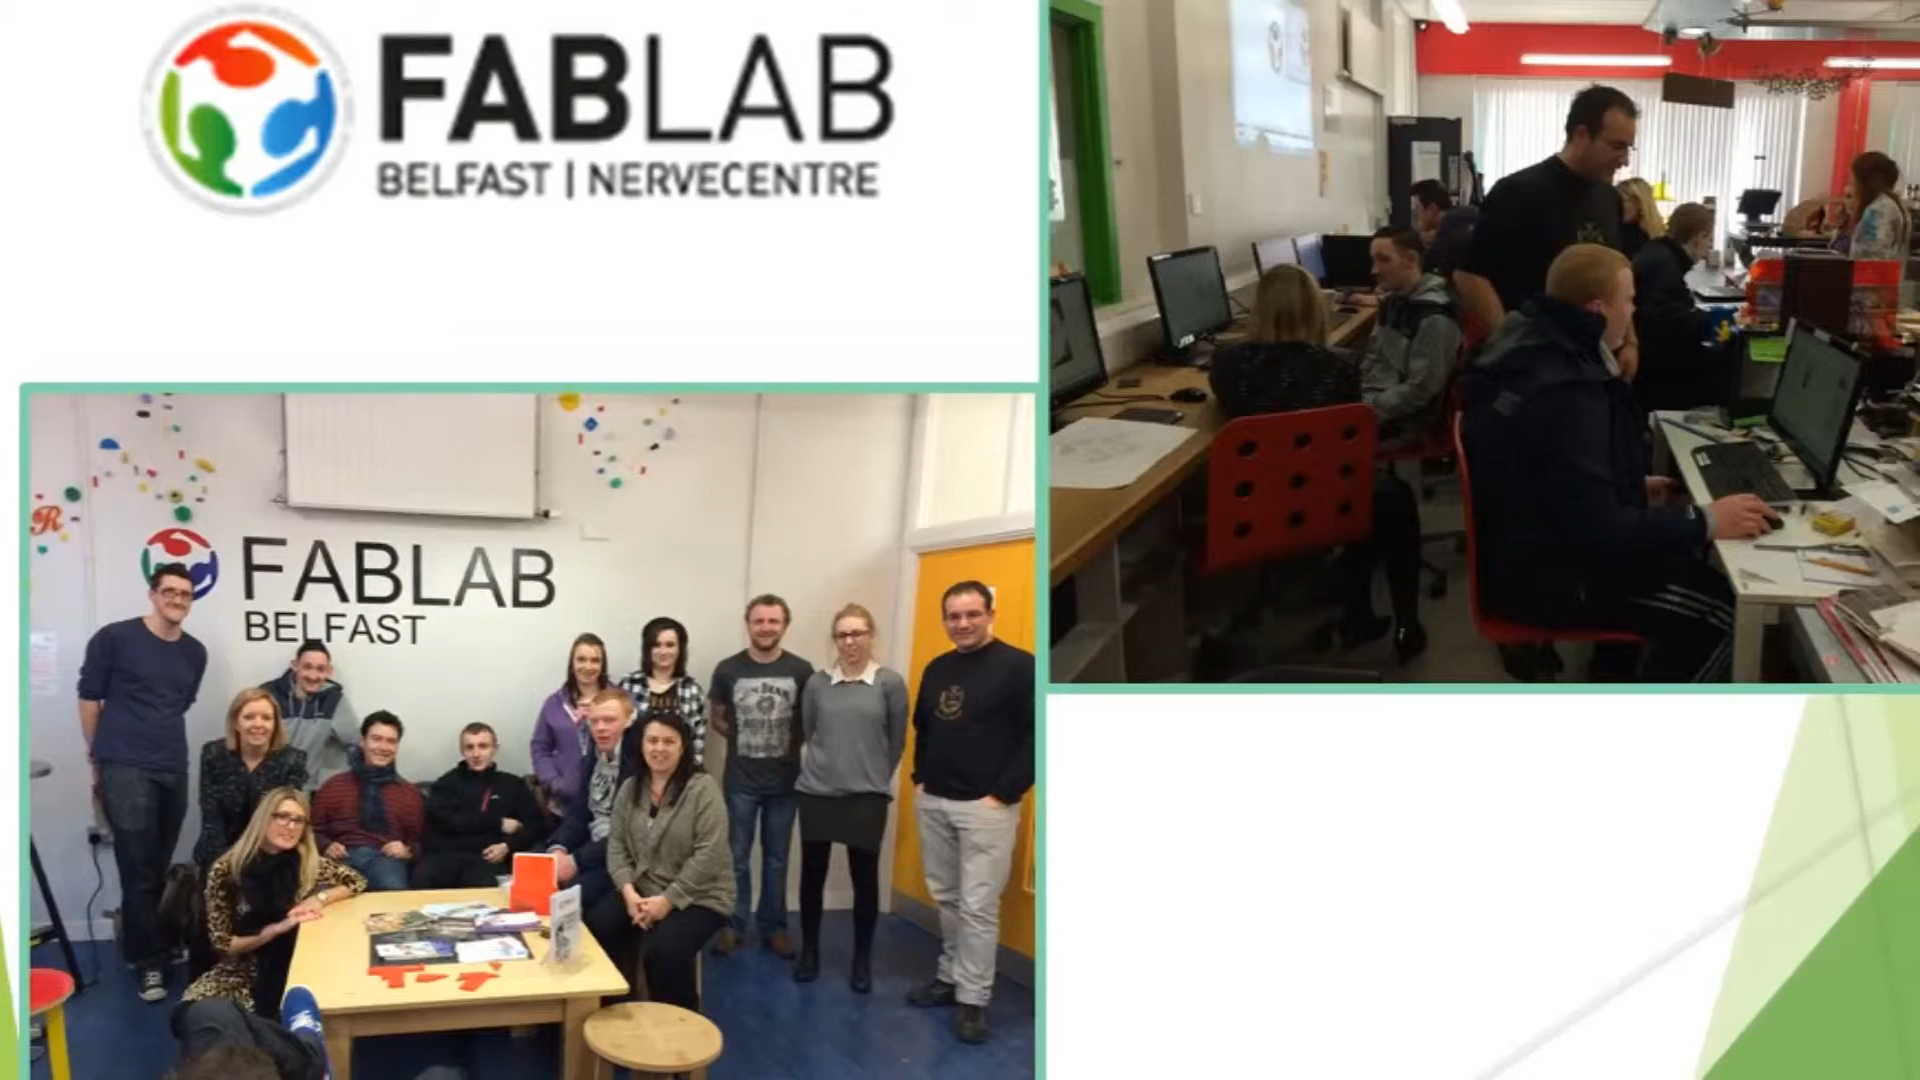 FABLAB
BELFAST | NERVECENTRE
R
FABLAB
BELFAST